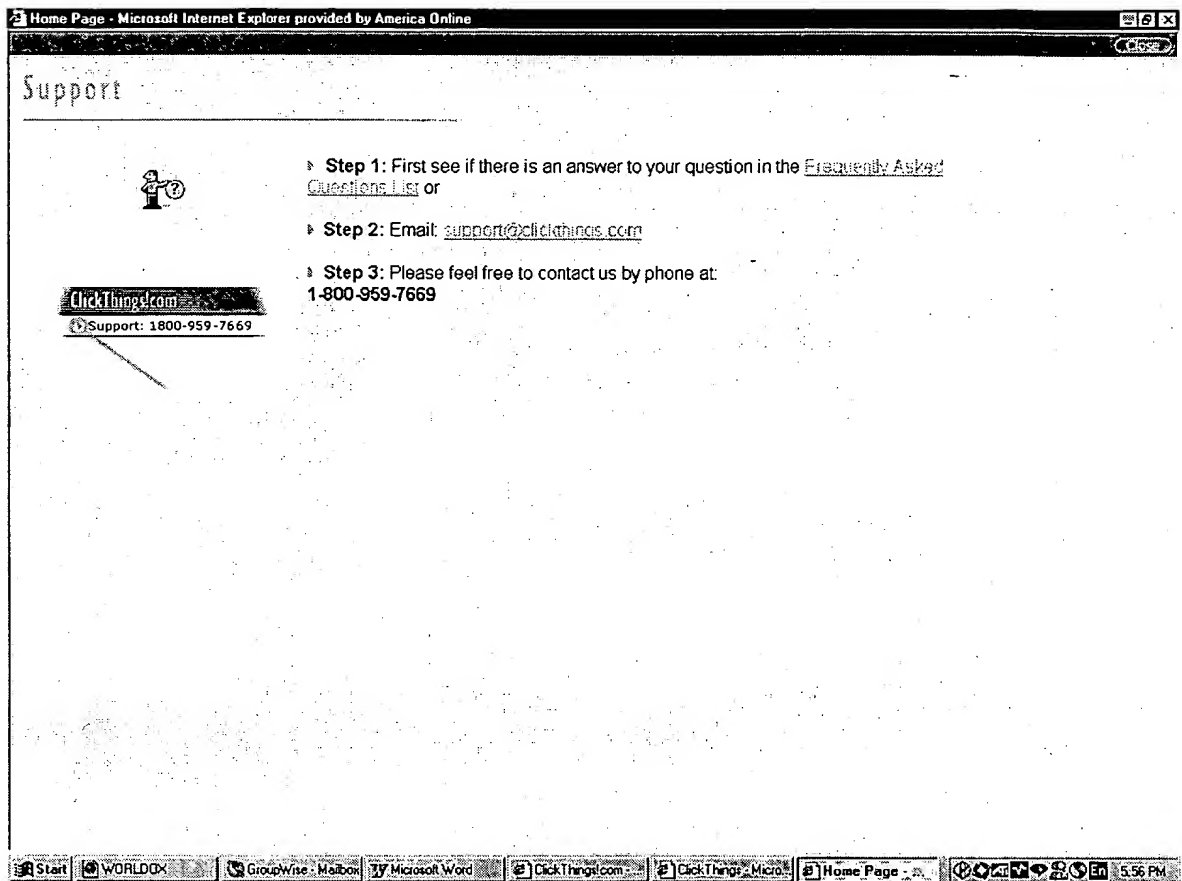 Home Page - Microsoft Internet Explorer provided by America Online
Close
Support
Step 1: First see if there is an answer to your question in the Frequently Asked
Questions List or
Step 2: Email: support@clickthings.com
Step 3: Please feel free to contact us by phone at:
1-800-959-7669
ClickThings!com
Support: 1800-959-7669
Start WORLDOX GroupWise - Mailbox Microsoft Word ClickThings!com - ClickThings - Micro... Home Page - En 5:56 PM